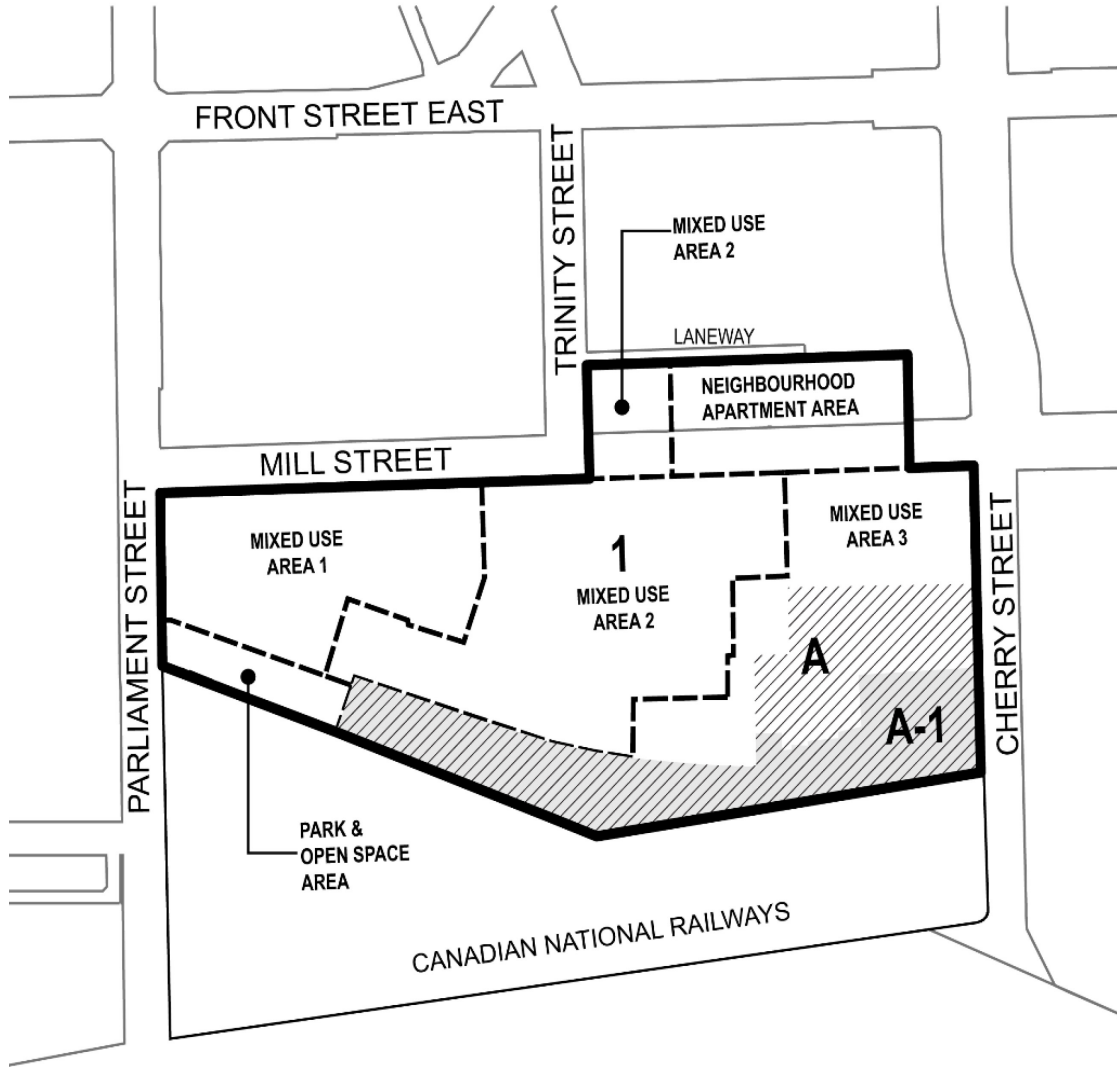 FRONT STREET EAST
TRINITY STREET
MIXED USE
AREA 2
LANEWAY
NEIGHBOURHOOD
APARTMENT AREA
MILL STREET
PARLIAMENT STREET
MIXED USE
AREA 1
1
MIXED USE
AREA 2
MIXED USE
AREA 3
CHERRY STREET
A
A-1
PARK &
OPEN SPACE
AREA
CANADIAN NATIONAL RAILWAYS